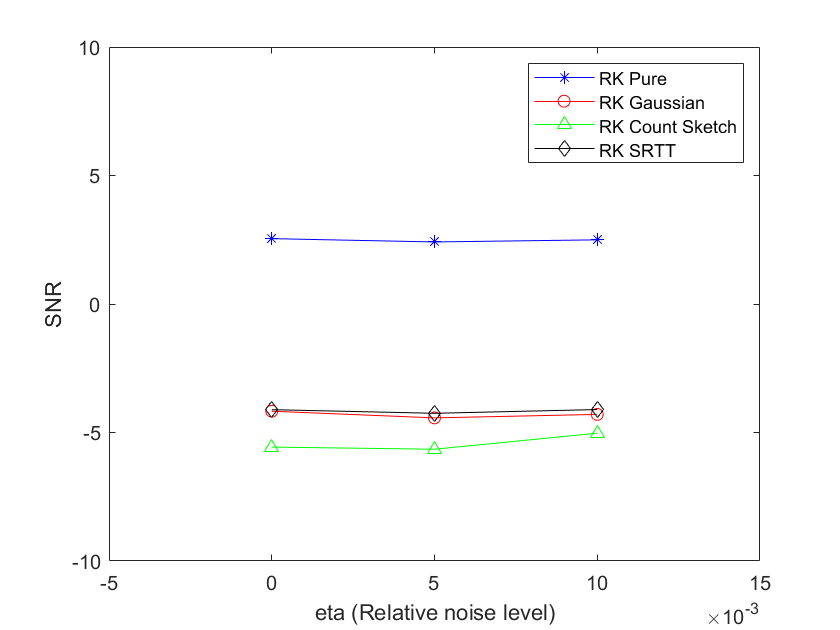 10
5
0
-5
-10
SNR
RK Pure
RK Gaussian
RK Count Sketch
RK SRTT
-5
0
5
10
15
eta (Relative noise level)
×10^-3